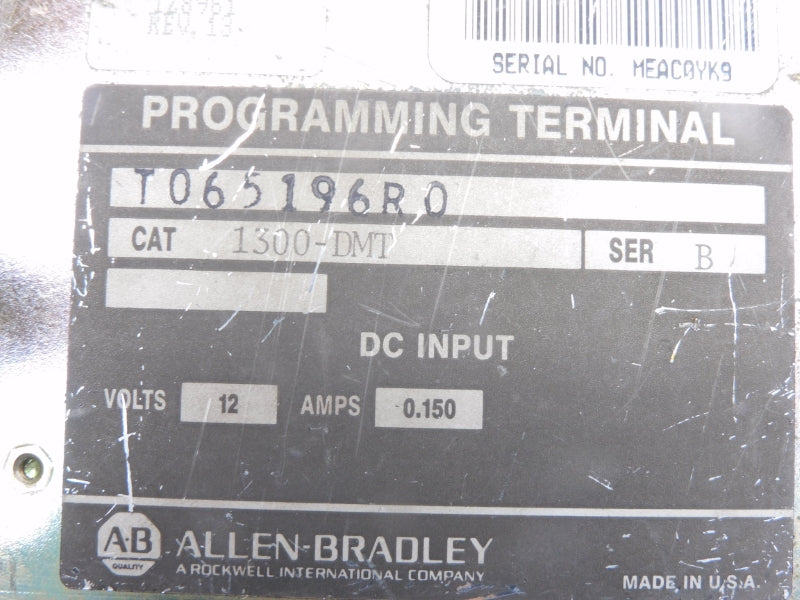 REV. 13
SERIAL NO. MEAC0YK9
PROGRAMMING TERMINAL
T065196R0
CAT 1300-DMT SER B
DC INPUT
VOLTS 12 AMPS 0.150
A-B QUALITY
ALLEN-BRADLEY
A ROCKWELL INTERNATIONAL COMPANY
MADE IN U.S.A.